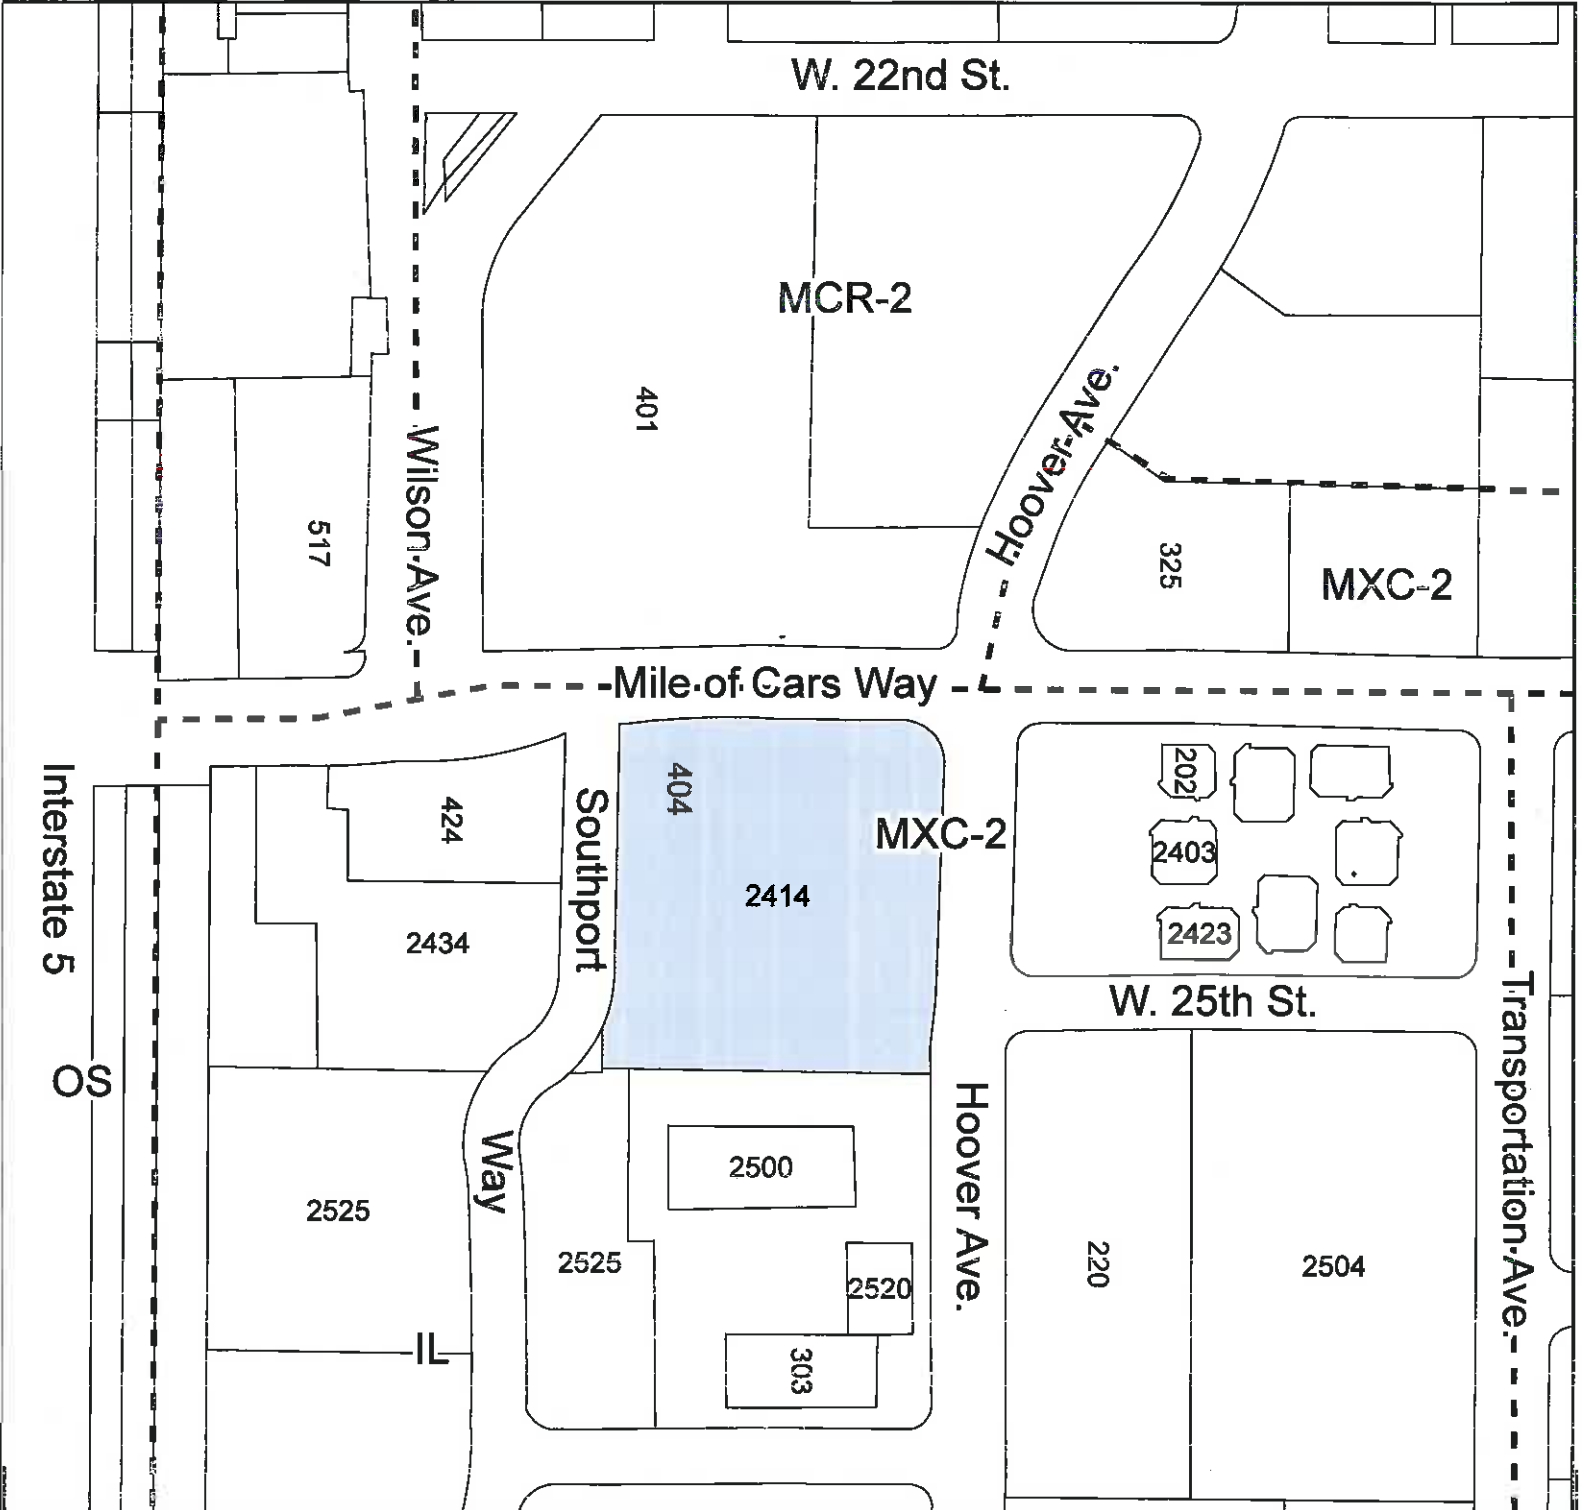 W. 22nd St.
MCR-2
401
Hoover Ave.
Wilson Ave.
517
325
MXC-2
Mile of Cars Way
Interstate 5
424
Southport
404
MXC-2
202
2403
2414
2434
2423
W. 25th St.
OS
Transportation Ave.
Hoover Ave.
Way
2500
2525
2525
2520
220
2504
IL
303